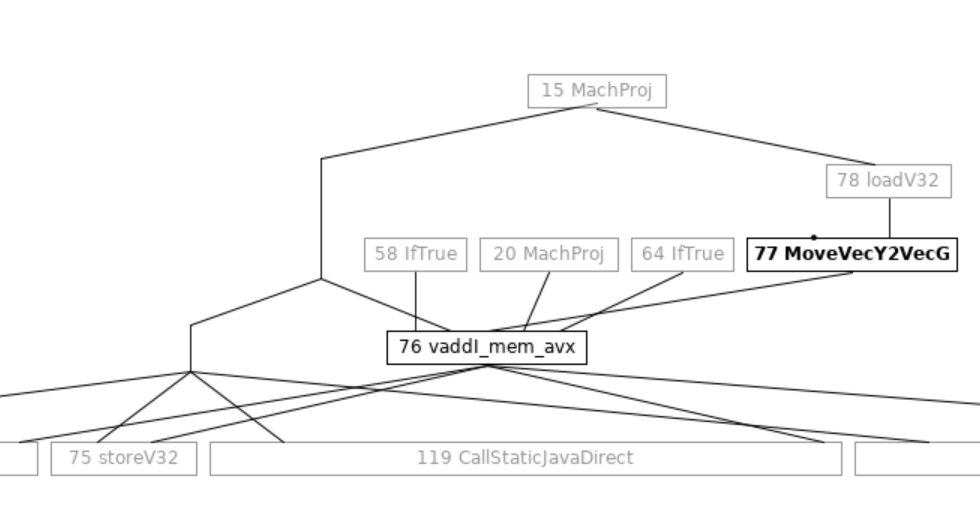 15 MachProj
78 loadV32
58 IfTrue
20 MachProj
64 IfTrue
77 MoveVecY2VecG
76 vaddI_mem_avx
75 storeV32
119 CallStaticJavaDirect